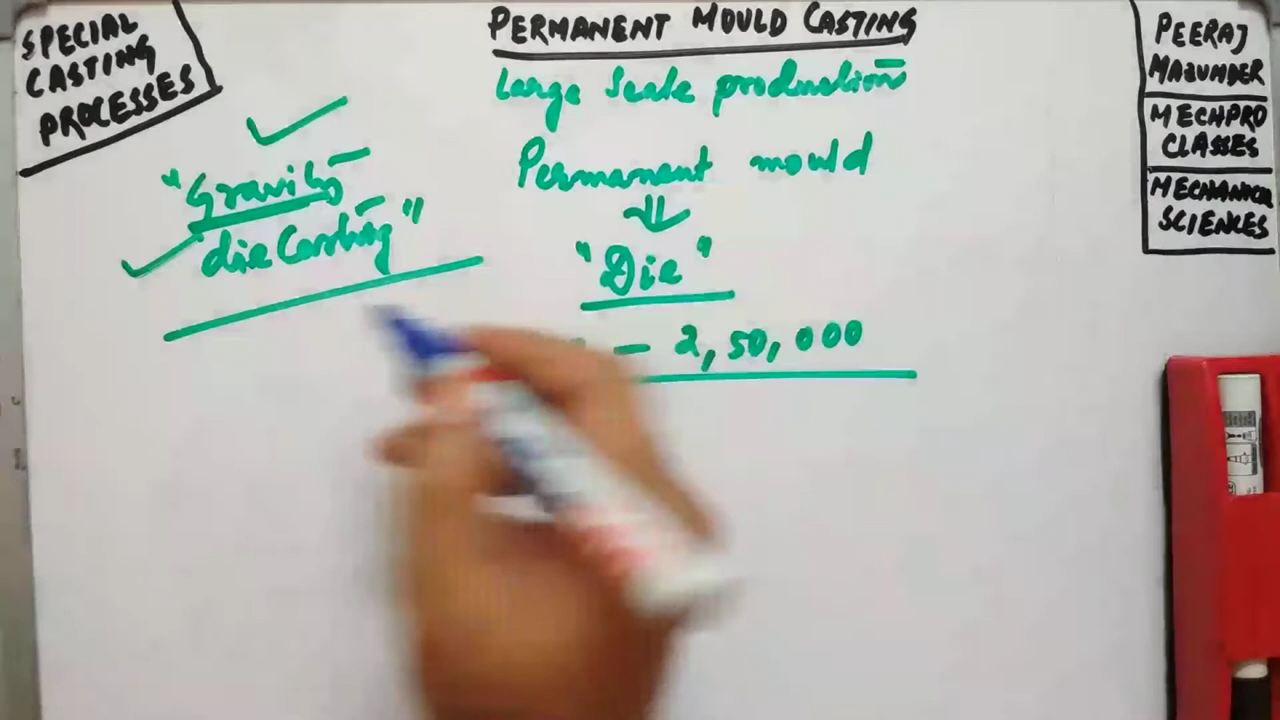 SPECIAL
CASTING
PROCESSES
PERMANENT MOULD CASTING
Large Scale production
Permanent mould
"Die"
– 2,50,000
"Gravity
die Casting"
PEERAJ
MAZUMDER
MECHPRO
CLASSES
MECHANICAL
SCIENCES